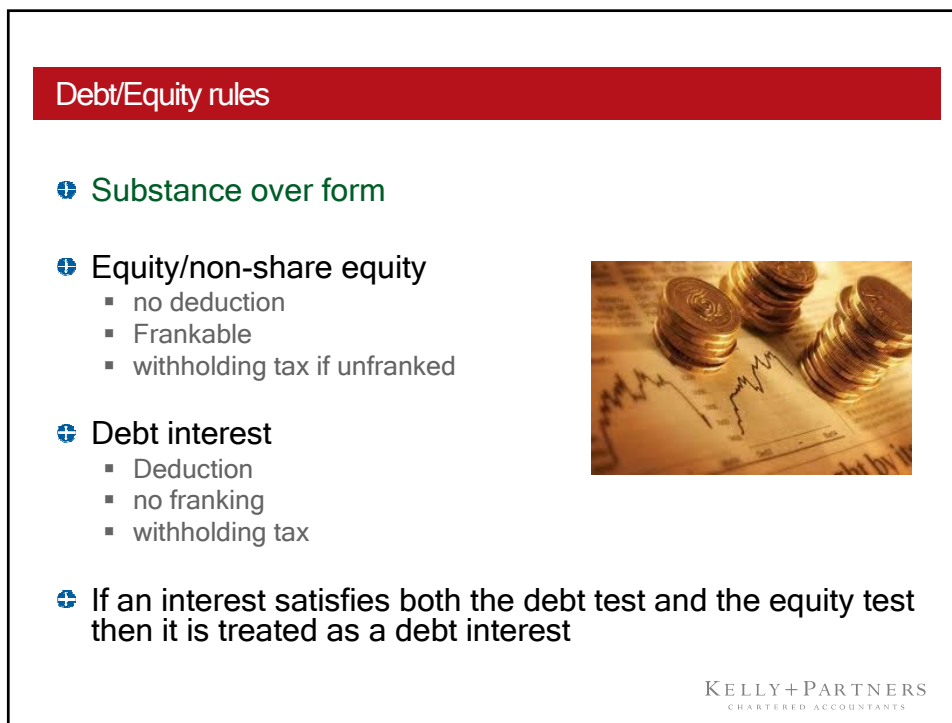 Debt/Equity rules
Substance over form
Equity/non-share equity
no deduction
Frankable
withholding tax if unfranked
Debt interest
Deduction
no franking
withholding tax
If an interest satisfies both the debt test and the equity test
then it is treated as a debt interest
KELLY+PARTNERS
CHARTERED ACCOUNTANTS